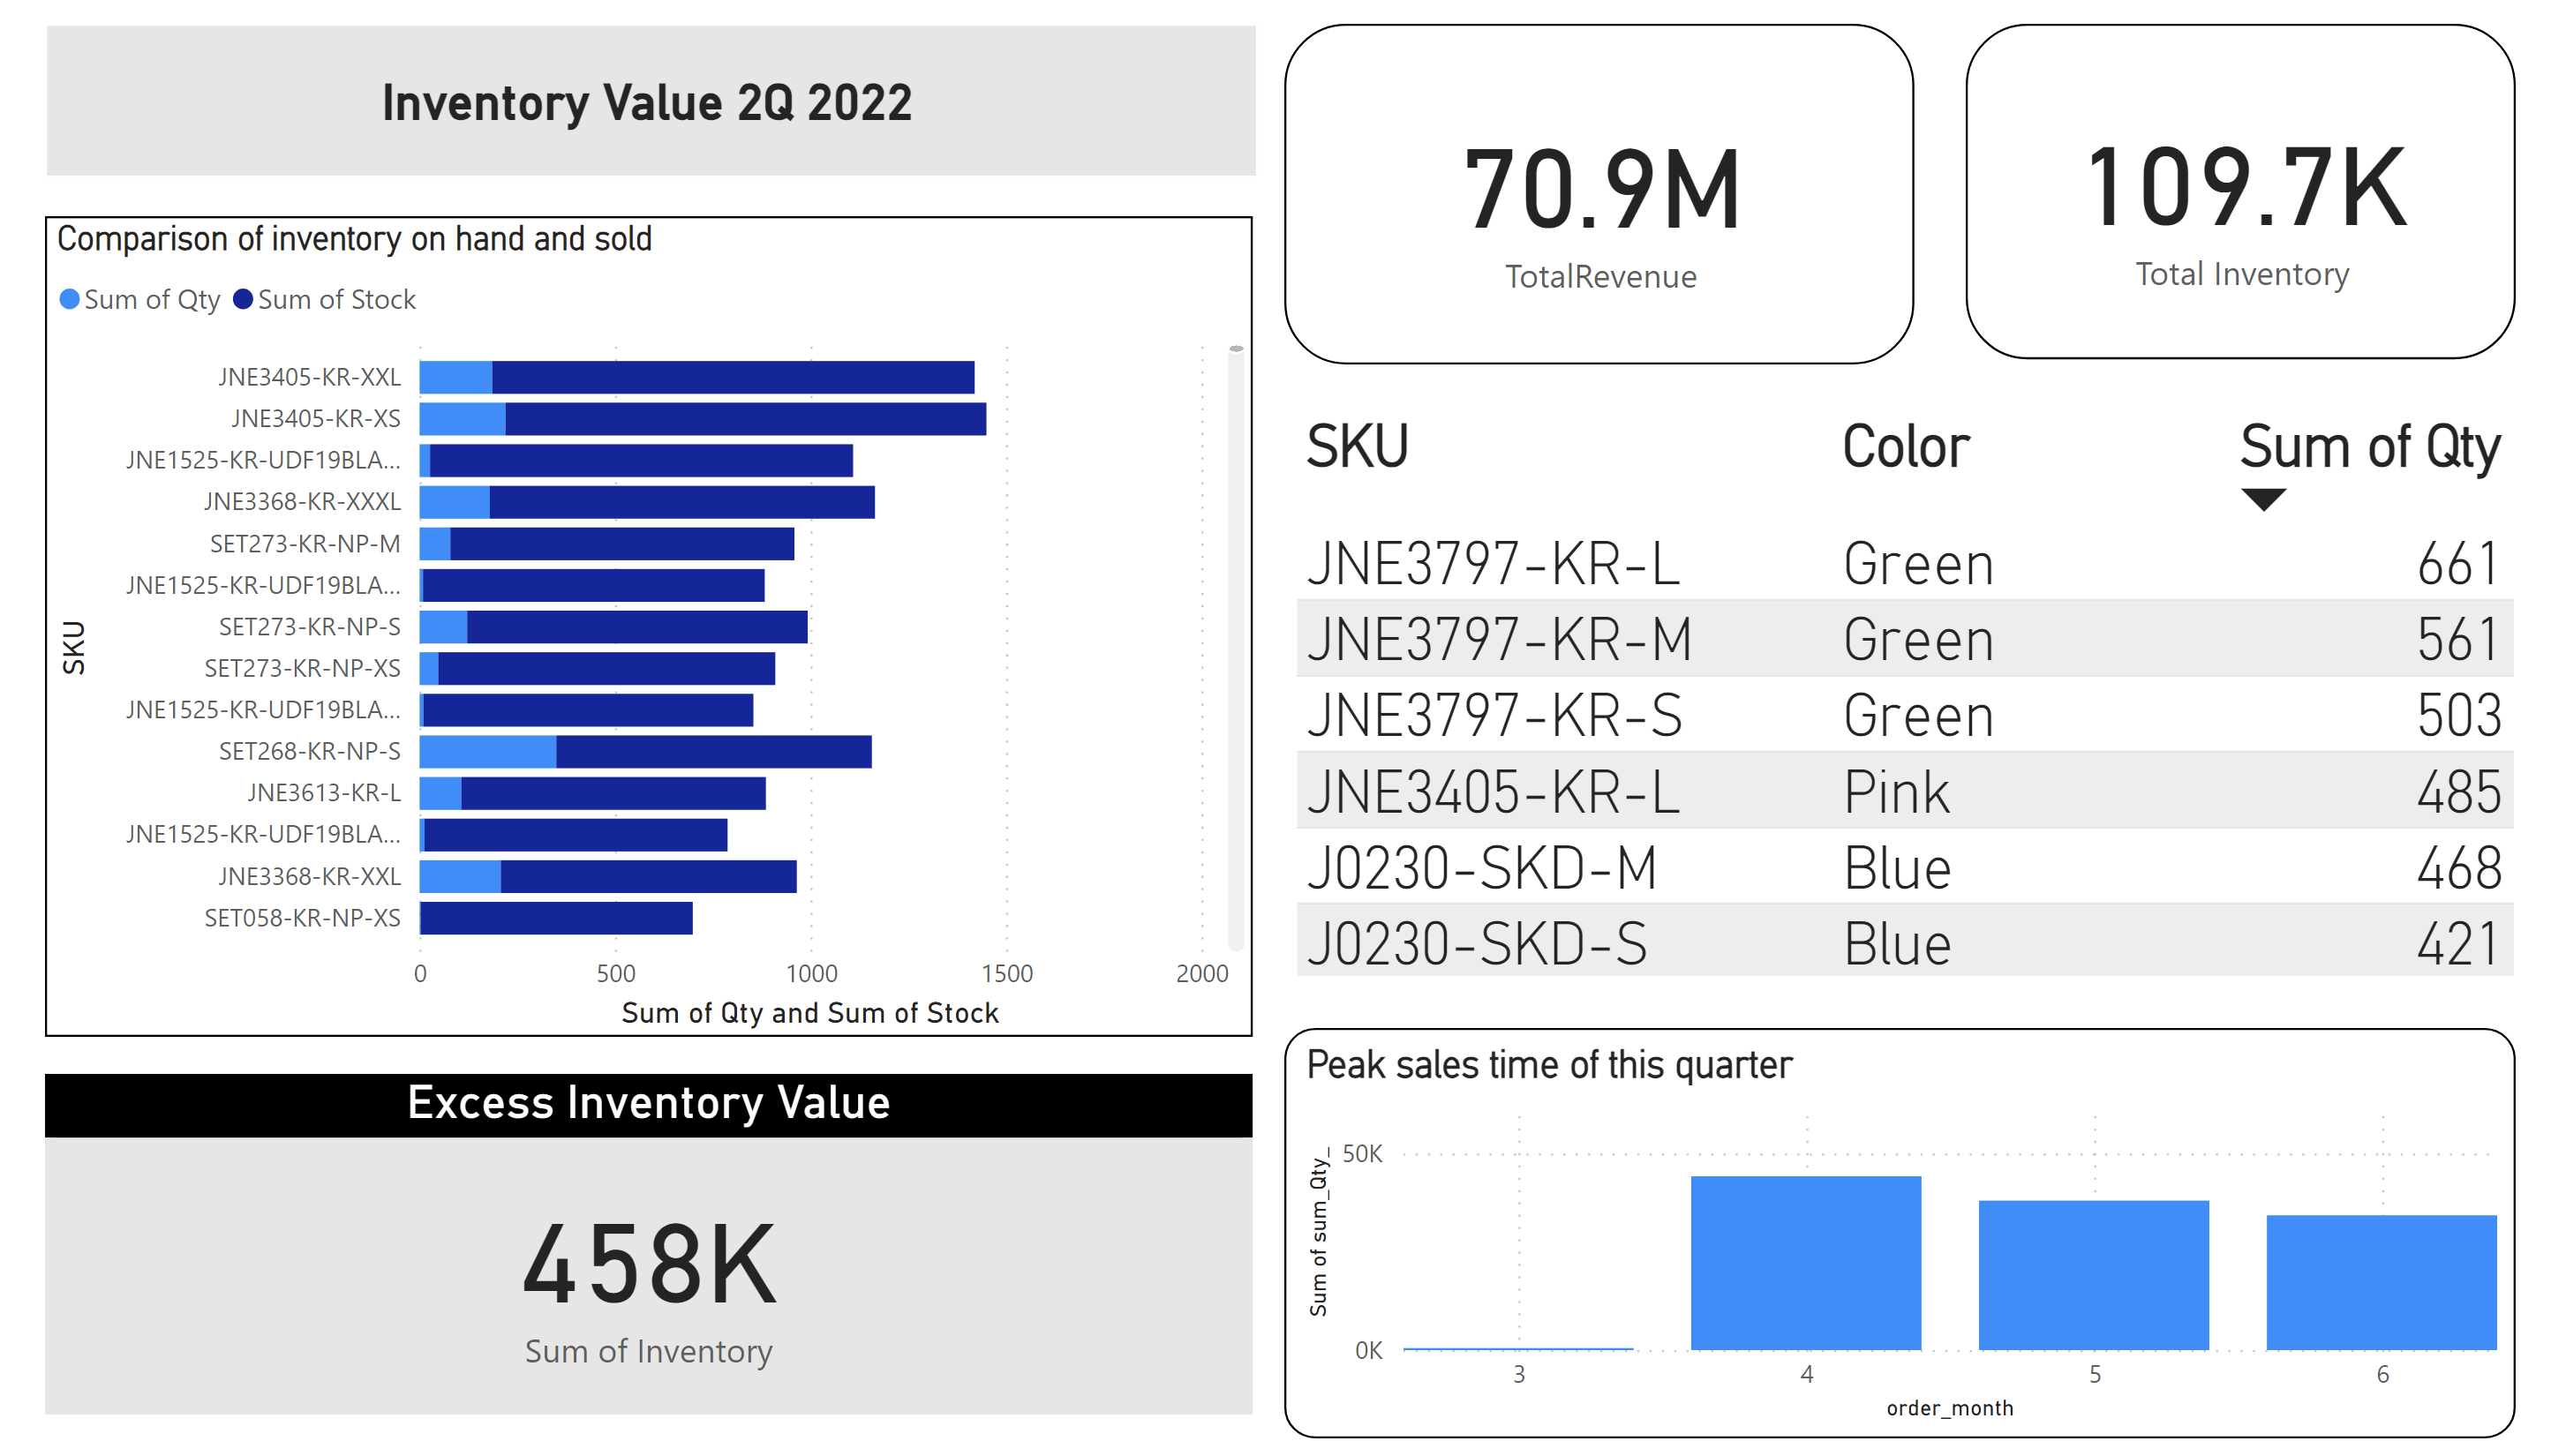 Inventory Value 2Q 2022
70.9M
TotalRevenue
109.7K
Total Inventory
Comparison of inventory on hand and sold
Sum of Qty Sum of Stock
SKU
JNE3405-KR-XXL
JNE3405-KR-XS
JNE1525-KR-UDF19BLA...
JNE3368-KR-XXXL
SET273-KR-NP-M
JNE1525-KR-UDF19BLA...
SET273-KR-NP-S
SET273-KR-NP-XS
JNE1525-KR-UDF19BLA...
SET268-KR-NP-S
JNE3613-KR-L
JNE1525-KR-UDF19BLA...
JNE3368-KR-XXL
SET058-KR-NP-XS
0 500 1000 1500 2000
Sum of Qty and Sum of Stock
SKU Color Sum of Qty
JNE3797-KR-L Green 661
JNE3797-KR-M Green 561
JNE3797-KR-S Green 503
JNE3405-KR-L Pink 485
J0230-SKD-M Blue 468
J0230-SKD-S Blue 421
Excess Inventory Value
458K
Sum of Inventory
Peak sales time of this quarter
Sum of sum_Qty_
50K
0K
3 4 5 6
order_month